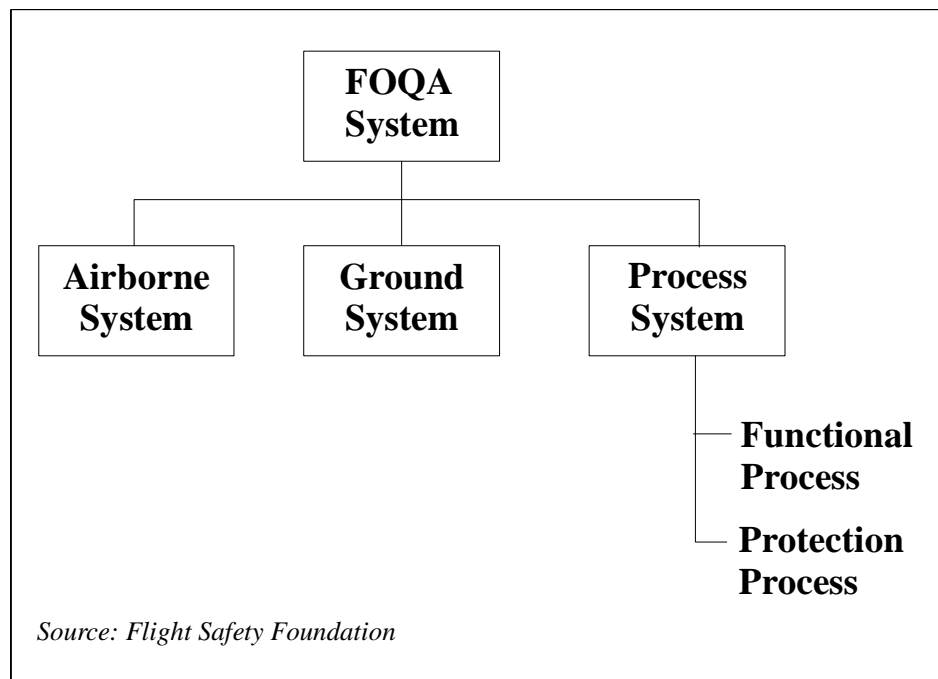 FOQA
System
Airborne
System
Ground
System
Process
System
Functional
Process
Protection
Process
Source: Flight Safety Foundation